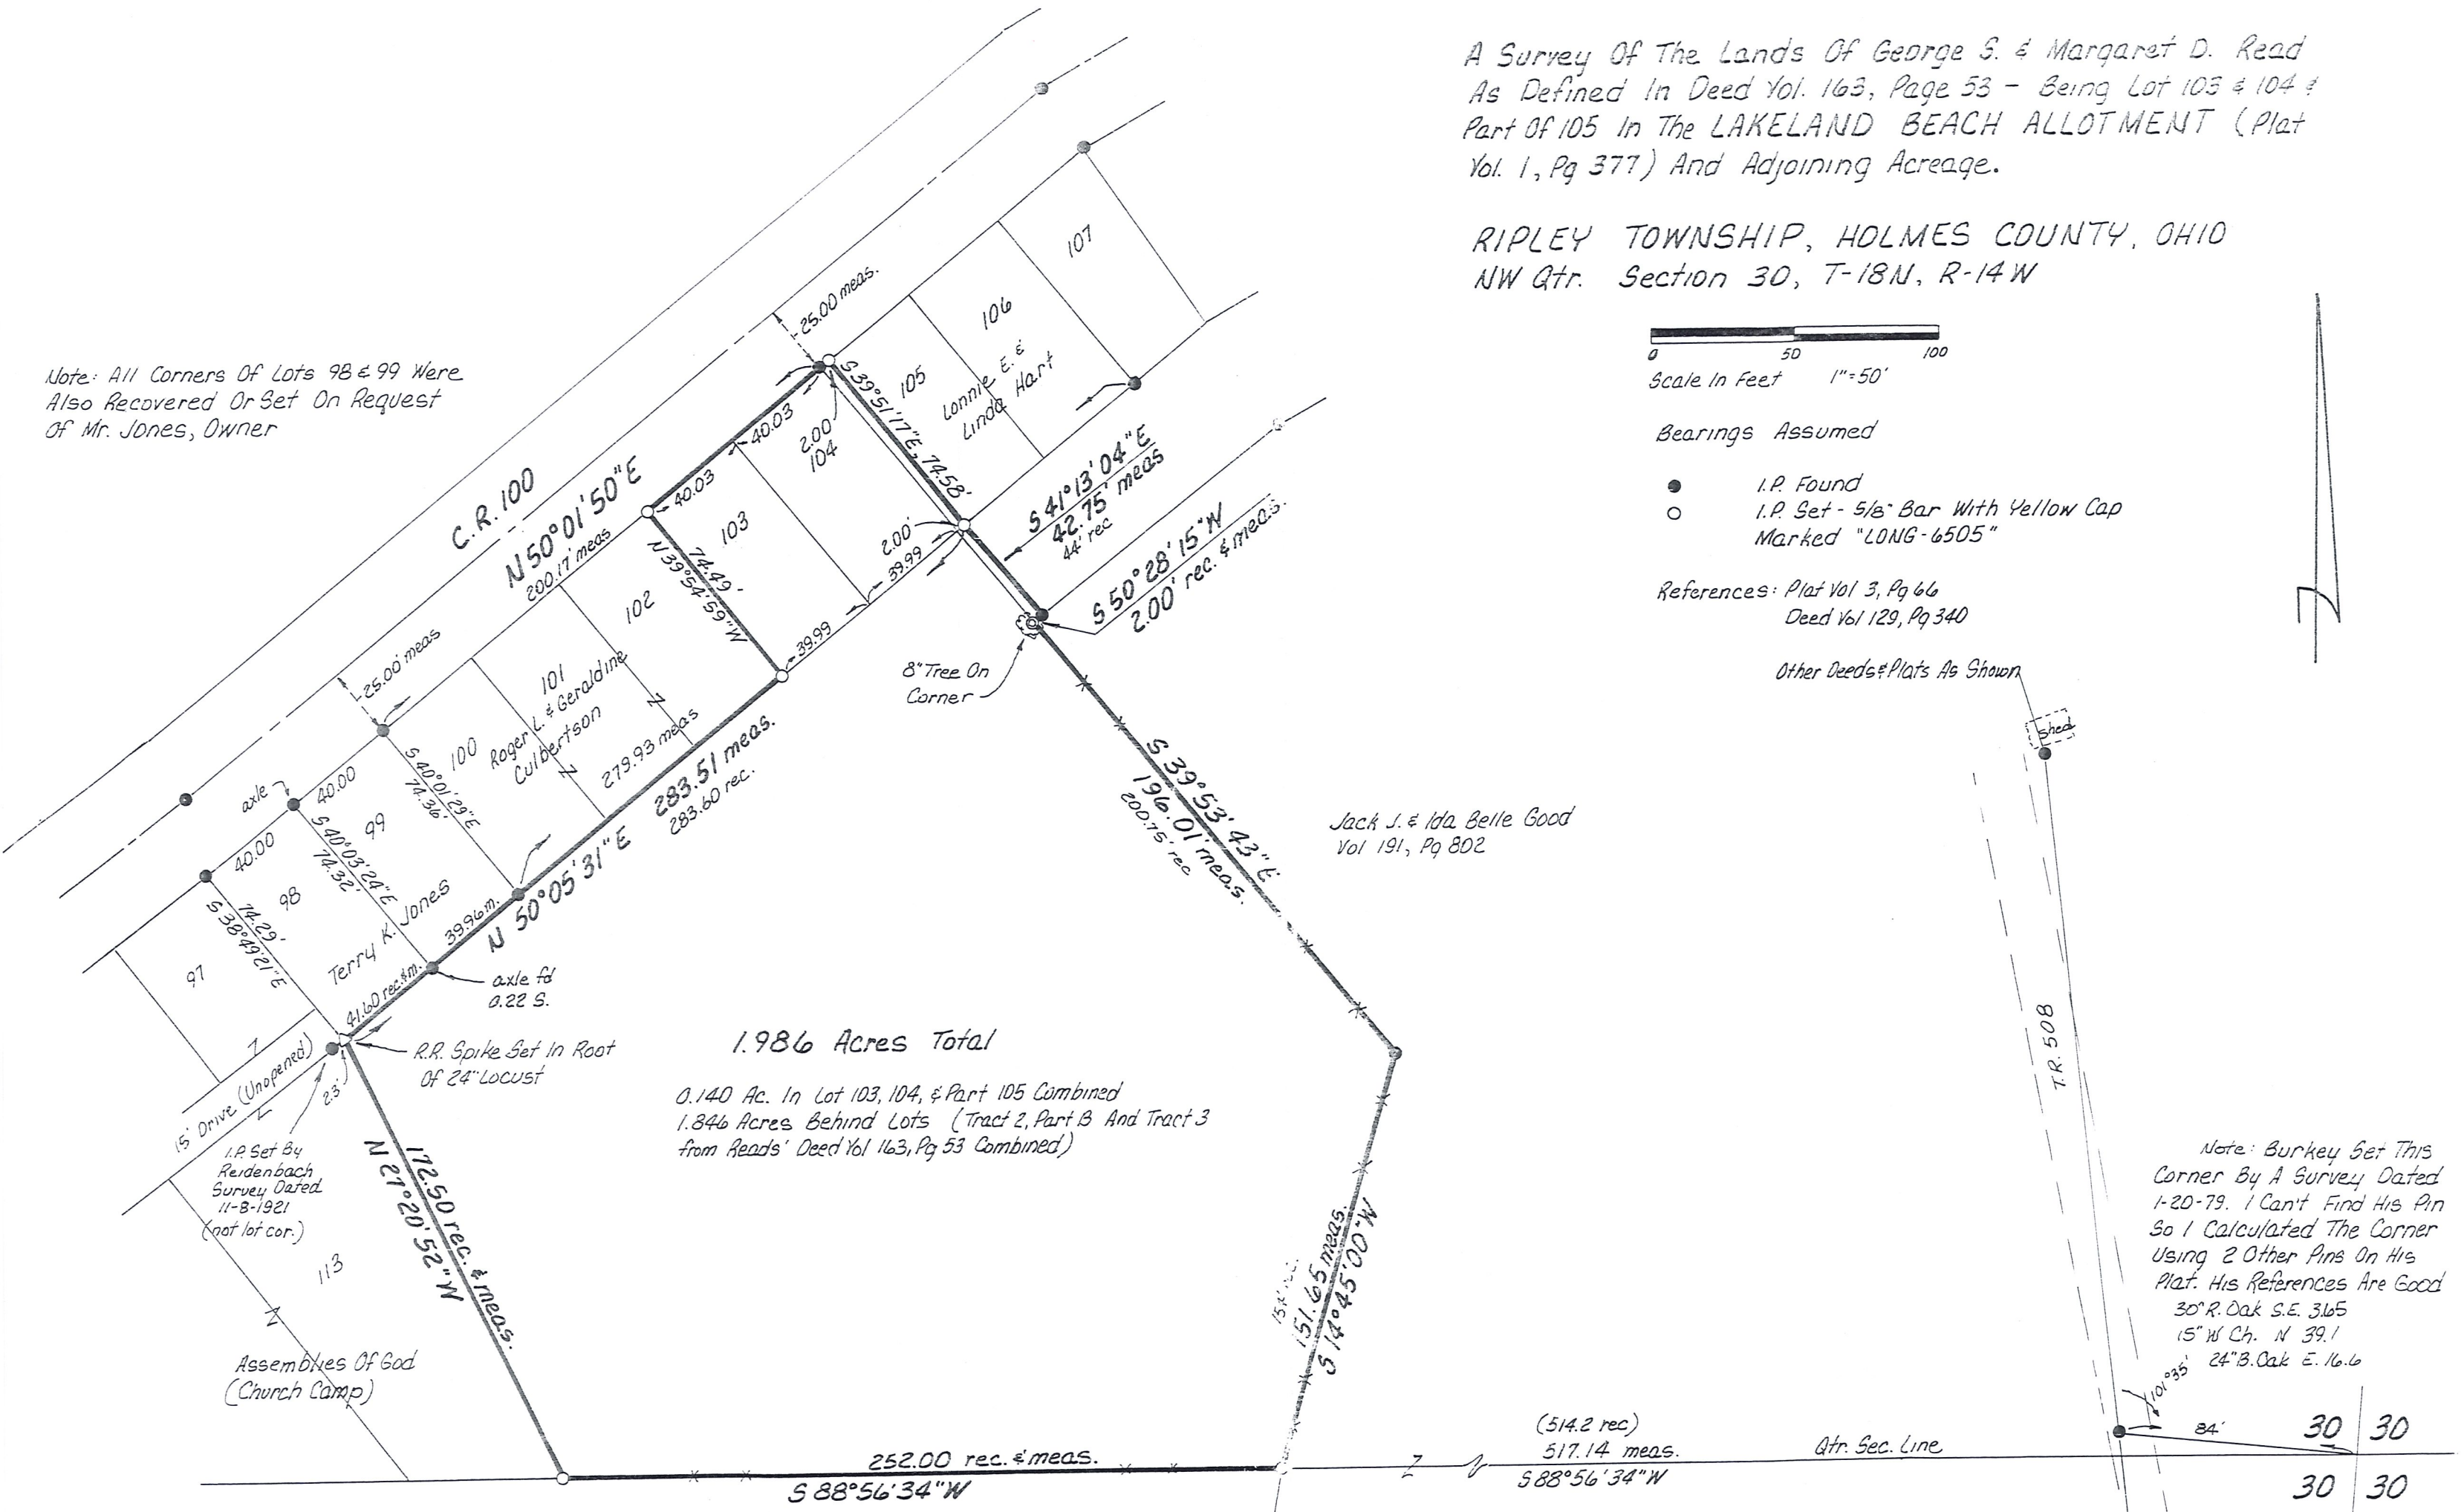 A Survey Of The Lands Of George S. & Margaret D. Read
As Defined In Deed Vol. 163, Page 53 - Being Lot 103 & 104 &
Part Of 105 In The LAKELAND BEACH ALLOTMENT (Plat
Vol. 1, Pg 377) And Adjoining Acreage.
RIPLEY TOWNSHIP, HOLMES COUNTY, OHIO
NW Qtr. Section 30, T-18N, R-14W
0 50 100
Scale In Feet 1"=50'
Bearings Assumed
I.P. Found
I.P. Set - 5/8" Bar With Yellow Cap
Marked "LONG-6505"
References: Plat Vol 3, Pg 66
Deed Vol 129, Pg 340
Other Deeds & Plats As Shown
Shed
Note: All Corners Of Lots 98 & 99 Were
Also Recovered Or Set On Request
Of Mr. Jones, Owner
C.R. 100
N 50°01'50"E
200.17' meas
25.00 meas.
25.00' meas
107
106
105
Lonnie E. &
Linda Hart
S 39°51'17"E, 74.58'
40.03
40.03
2.00
104
103
74.49'
N 39°54'59"W
2.00'
39.99
39.99
S 41°13'04"E
42.75' meas
44' rec
S 50°28'15"W
2.00' rec. & meas.
8" Tree On
Corner
102
101
Roger L. & Geraldine
Culbertson
100
279.93 meas
283.51 meas.
283.60 rec.
N 50°05'31"E
S 40°01'29"E
74.36'
axle
40.00
99
S 40°03'24"E
74.32'
40.00
98
74.29'
S 38°49'21"E
Terry K. Jones
39.96 m.
41.60 rec. & m.
97
axle fd
0.22 S.
R.R. Spike Set In Root
Of 24" Locust
15' Drive (Unopened)
2.3'
I.P. Set By
Reidenbach
Survey Dated
11-8-1921
(not lot cor.)
113
Assemblies Of God
(Church Camp)
172.50 rec. & meas.
N 27°20'52"W
1.986 Acres Total
0.140 Ac. In Lot 103, 104, & Part 105 Combined
1.846 Acres Behind Lots (Tract 2, Part B And Tract 3
from Reads' Deed Vol 163, Pg 53 Combined)
S 39°53'43"E
196.01' meas.
200.75' rec
Jack J. & Ida Belle Good
Vol 191, Pg 802
151.65 meas.
S 14°45'00"W
252.00 rec. & meas.
S 88°56'34"W
(514.2 rec)
517.14 meas.
S 88°56'34"W
Qtr. Sec. Line
T.R. 508
Note: Burkey Set This
Corner By A Survey Dated
1-20-79. I Can't Find His Pin
So I Calculated The Corner
Using 2 Other Pins On His
Plat. His References Are Good
30" R. Oak S.E. 3.65
15" W Ch. N 39.1
24" B. Oak E. 16.6
101°35'
84'
30 30
30 30